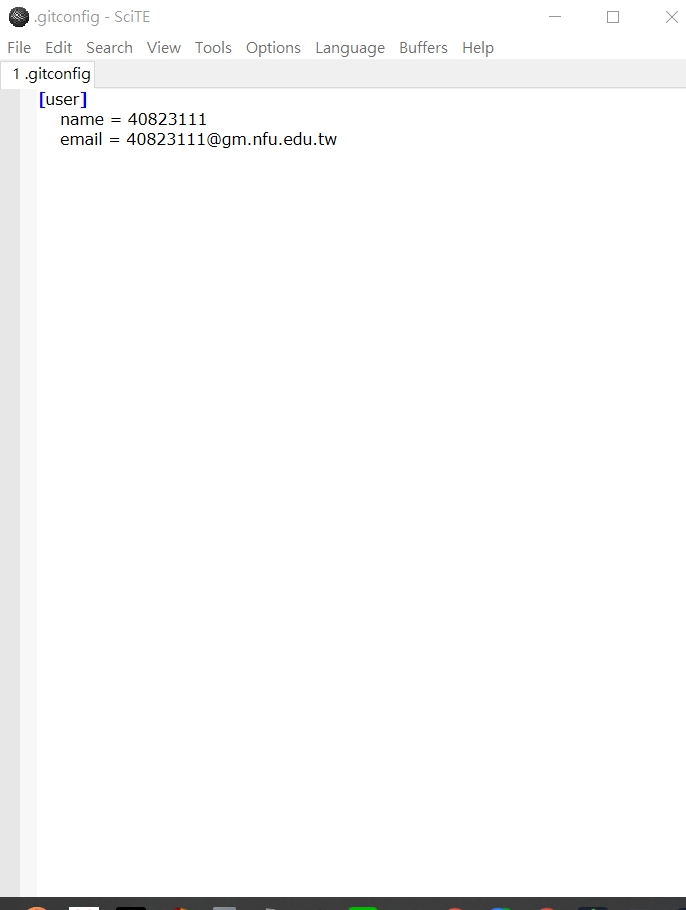 .gitconfig - SciTE
File Edit Search View Tools Options Language Buffers Help
1 .gitconfig
[user]
name = 40823111
email = 40823111@gm.nfu.edu.tw